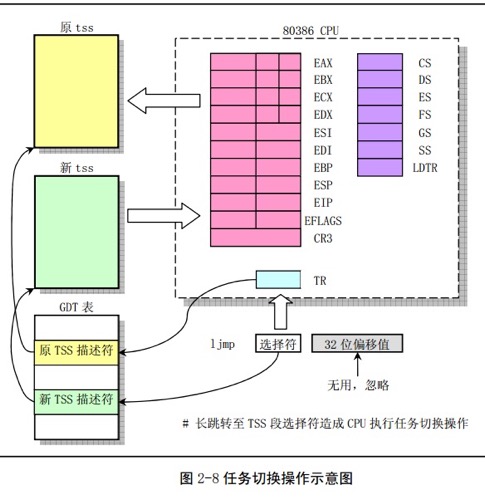 原 tss
80386 CPU
EAX
EBX
ECX
EDX
ESI
EDI
EBP
ESP
EIP
EFLAGS
CR3
CS
DS
ES
FS
GS
SS
LDTR
新 tss
TR
GDT 表
原 TSS 描述符
新 TSS 描述符
ljmp 选择符 32 位偏移值
无用，忽略
# 长跳转至 TSS 段选择符造成 CPU 执行任务切换操作
图 2-8 任务切换操作示意图